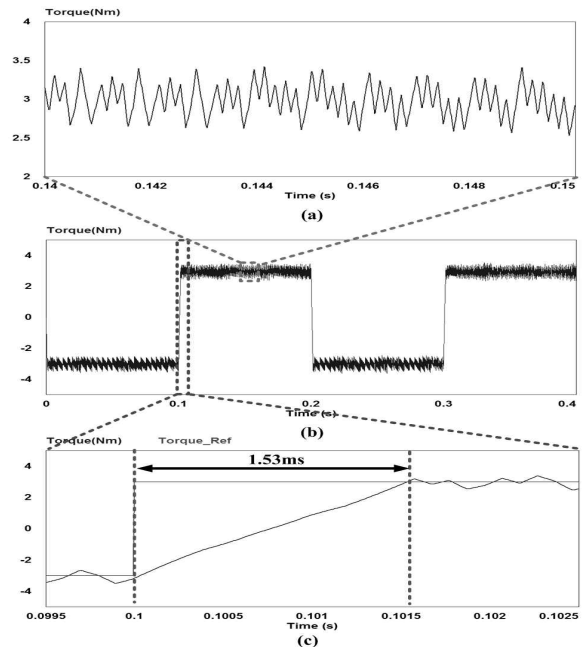 Torque(Nm)
4
3.5
3
2.5
2
0.14 0.142 0.144 0.146 0.148 0.15
Time (s)
(a)
Torque(Nm)
4
2
0
-2
-4
0 0.1 0.2 0.3 0.4
Time (s)
(b)
Torque(Nm) Torque_Ref
1.53ms
4
2
0
-2
-4
0.0995 0.1 0.1005 0.101 0.1015 0.102 0.1025
Time (s)
(c)